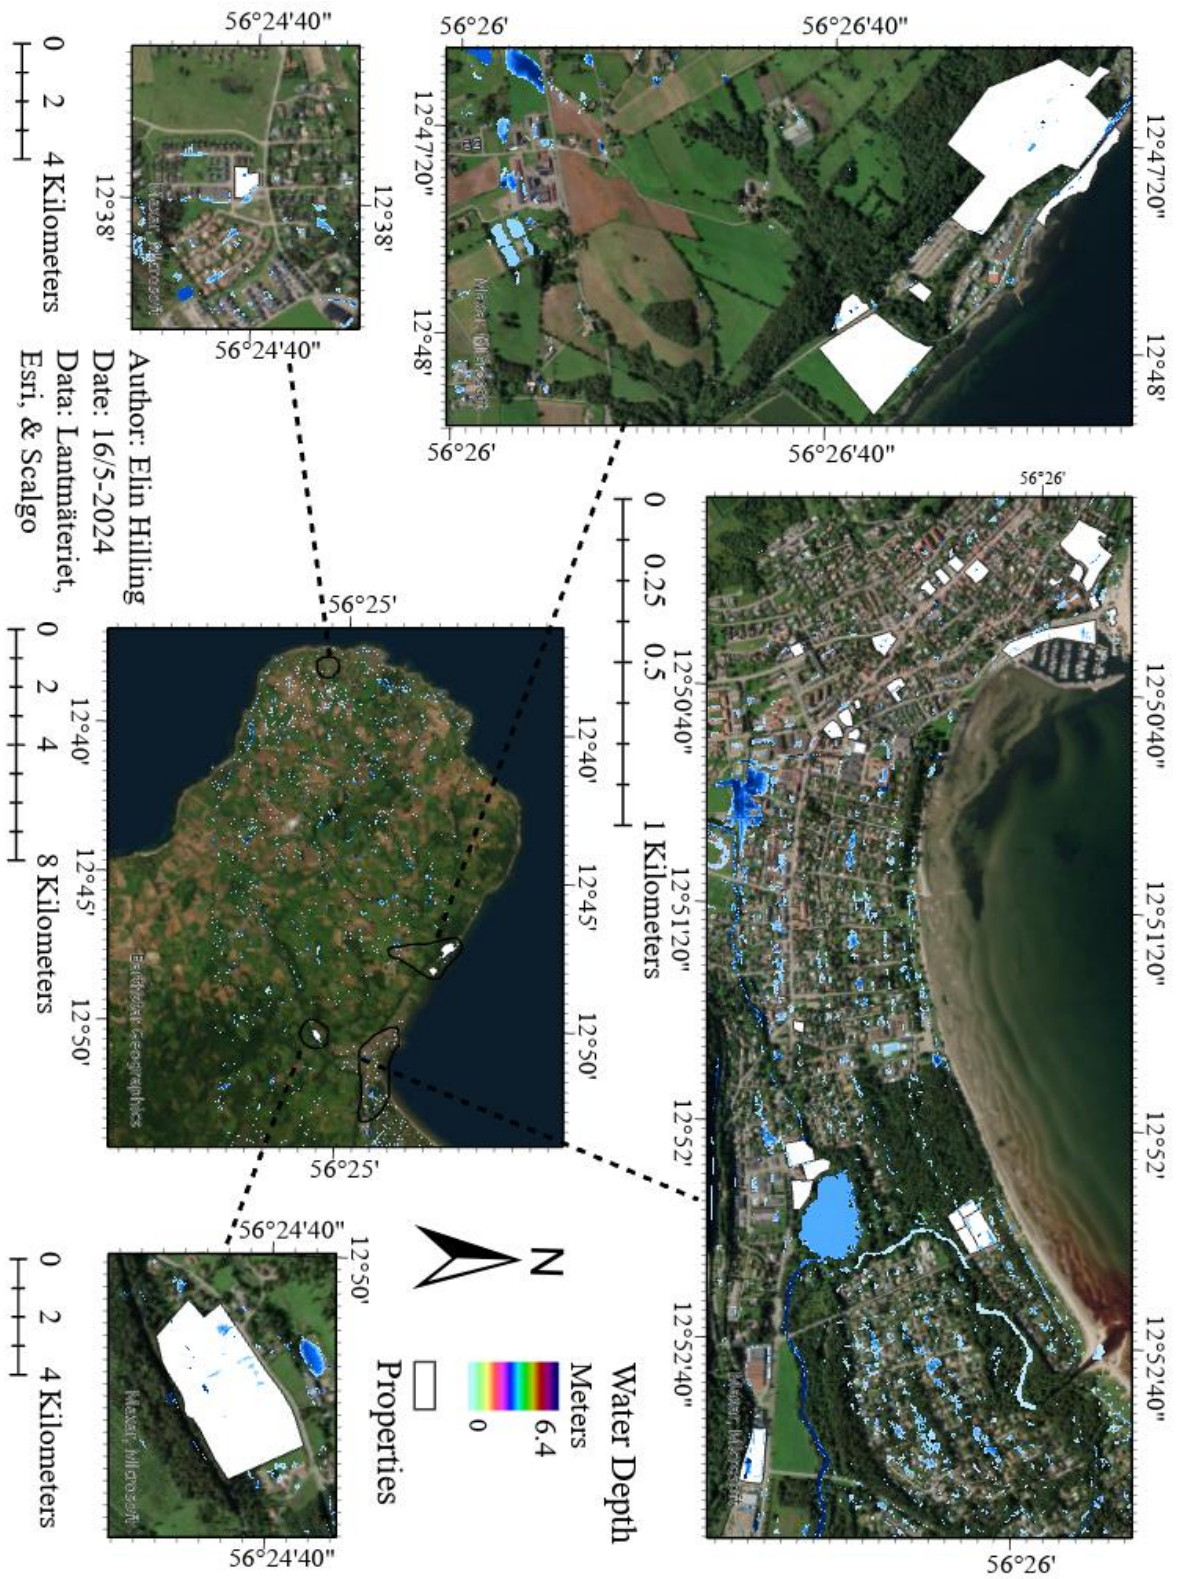 12°47'20" 12°48'
56°26'40" 56°26'40"
56°26' 56°26'
12°47'20" 12°48'
Maxar, Microsoft
12°50'40" 12°51'20" 12°52' 12°52'40"
56°26' 56°26'
12°50'40" 12°51'20" 12°52' 12°52'40"
Maxar, Microsoft
0 0.25 0.5 1 Kilometers
12°38'
56°24'40" 56°24'40"
12°38'
Maxar, Microsoft
0 2 4 Kilometers
12°40' 12°45' 12°50'
56°25' 56°25'
12°40' 12°45' 12°50'
Earthstar Geographics
0 2 4 8 Kilometers
N
Water Depth
Meters
0 6.4
Properties
12°50'
56°24'40" 56°24'40"
Maxar, Microsoft
0 2 4 Kilometers
Author: Elin Hilling
Date: 16/5-2024
Data: Lantmäteriet,
Esri, & Scalgo